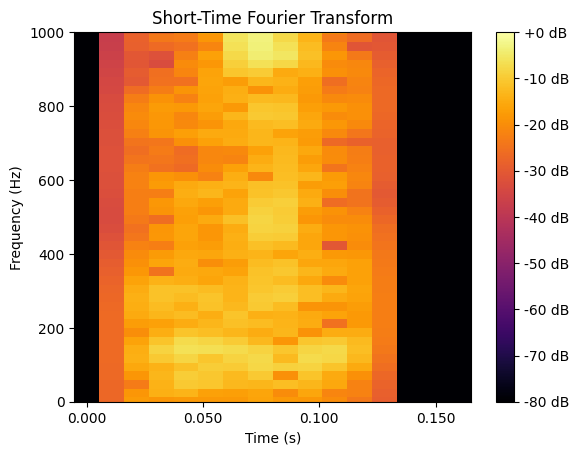 Short-Time Fourier Transform
1000
800
600
400
200
0
Frequency (Hz)
0.000
0.050
0.100
0.150
Time (s)
+0 dB
-10 dB
-20 dB
-30 dB
-40 dB
-50 dB
-60 dB
-70 dB
-80 dB